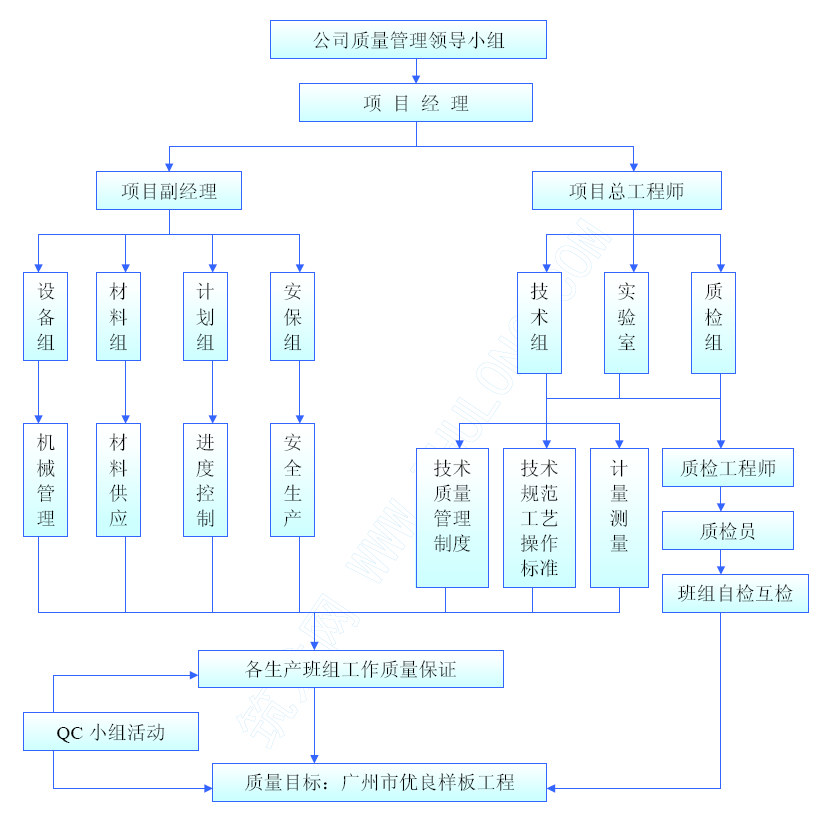 公司质量管理领导小组
项 目 经 理
项目副经理
项目总工程师
设备组
材料组
计划组
安保组
技术组
实验室
质检组
机械管理
材料供应
进度控制
安全生产
技术
质量
管理
制度
技术
规范
工艺
操作
标准
计量测量
质检工程师
质检员
班组自检互检
各生产班组工作质量保证
QC 小组活动
质量目标：广州市优良样板工程